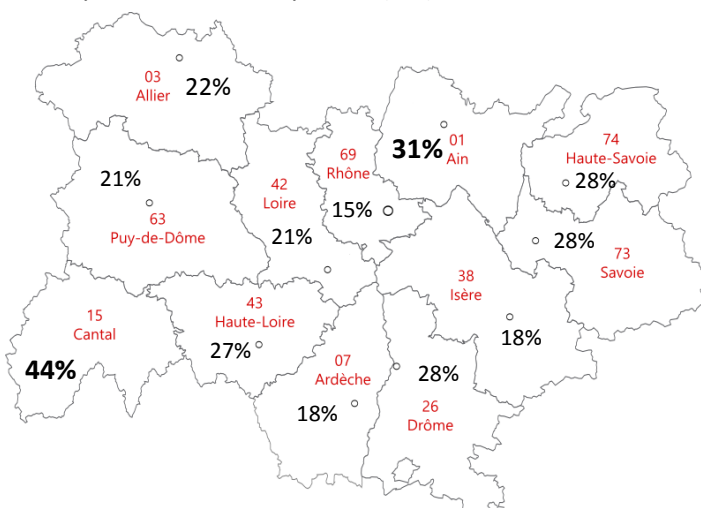 03
Allier
22%
01
Ain
31%
74
Haute-Savoie
28%
69
Rhône
15%
42
Loire
21%
21%
63
Puy-de-Dôme
28%
73
Savoie
38
Isère
18%
15
Cantal
44%
43
Haute-Loire
27%
07
Ardèche
18%
28%
26
Drôme